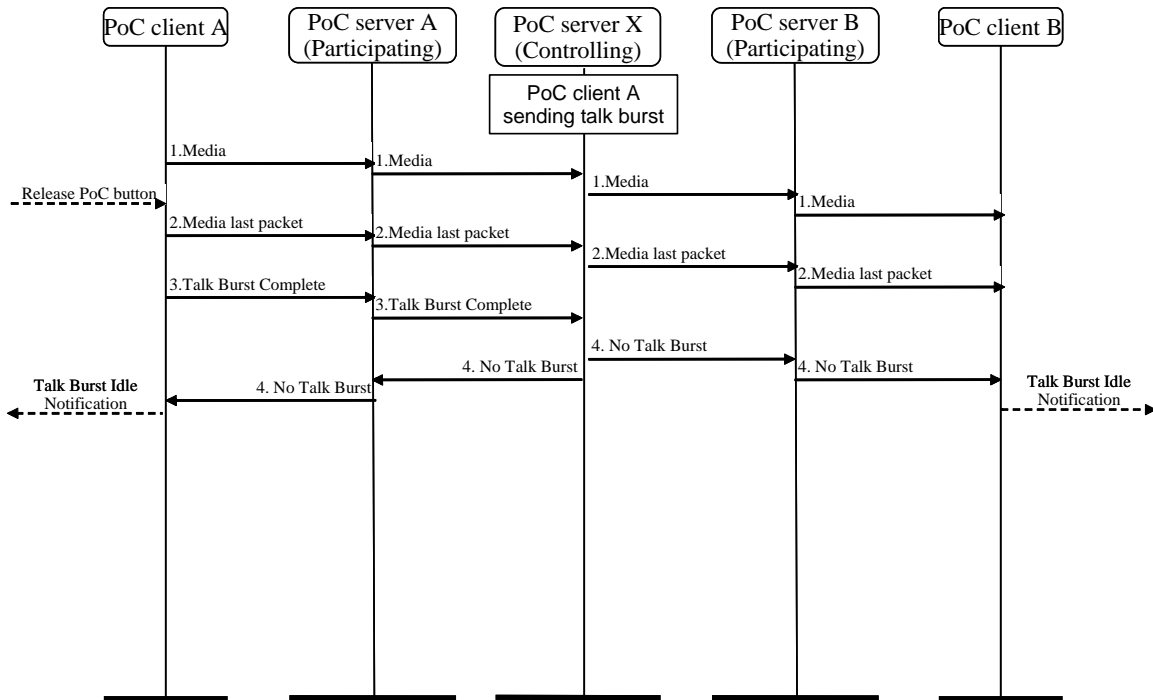 PoC client A
PoC server A
(Participating)
PoC server X
(Controlling)
PoC server B
(Participating)
PoC client B
PoC client A
sending talk burst
1.Media
1.Media
1.Media
1.Media
Release PoC button
2.Media last packet
2.Media last packet
2.Media last packet
2.Media last packet
3.Talk Burst Complete
3.Talk Burst Complete
4. No Talk Burst
4. No Talk Burst
4. No Talk Burst
4. No Talk Burst
Talk Burst Idle
Notification
Talk Burst Idle
Notification